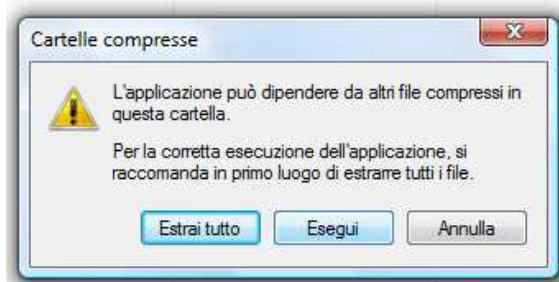 Cartelle compresse
L'applicazione può dipendere da altri file compressi in
questa cartella.
Per la corretta esecuzione dell'applicazione, si
raccomanda in primo luogo di estrarre tutti i file.
Estrai tutto
Esegui
Annulla